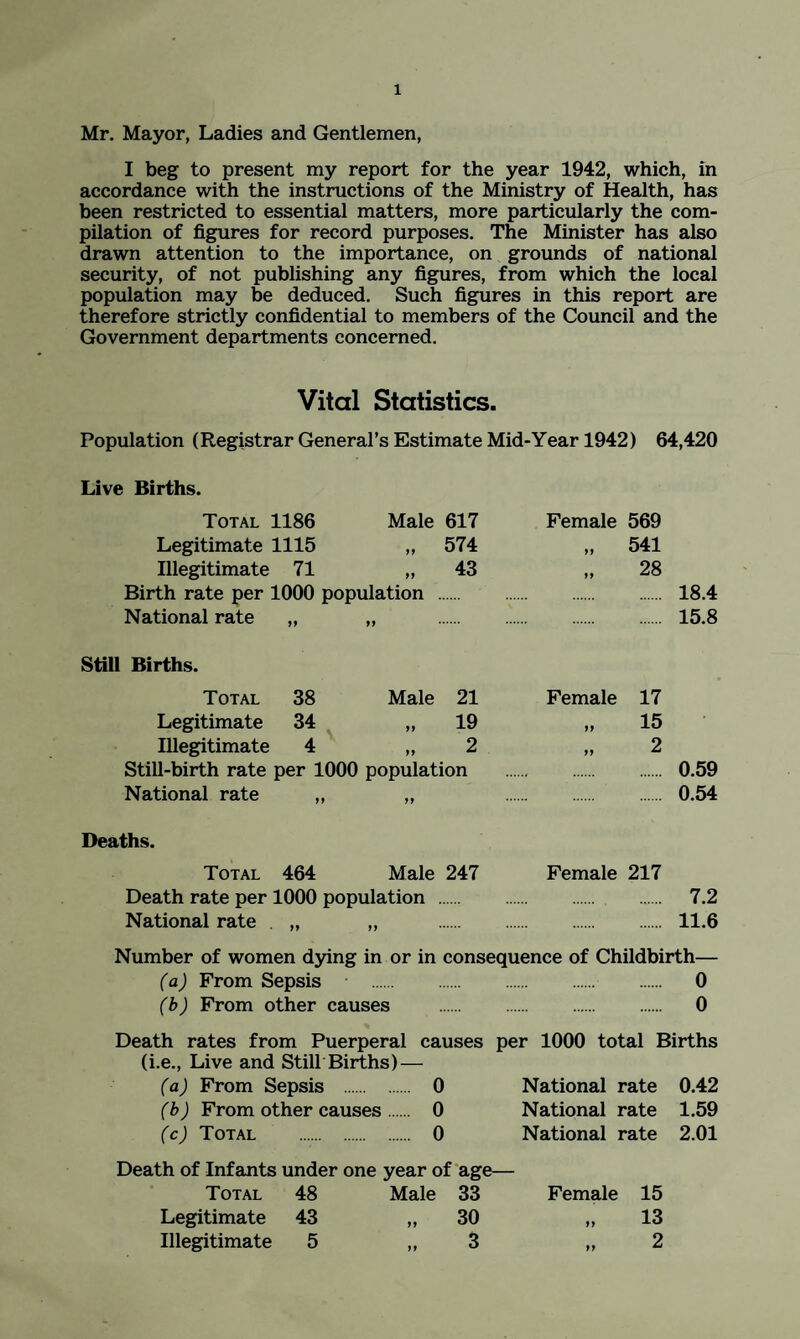 1
Mr. Mayor, Ladies and Gentlemen,
I beg to present my report for the year 1942, which, in
accordance with the instructions of the Ministry of Health, has
been restricted to essential matters, more particularly the com-
pilation of figures for record purposes. The Minister has also
drawn attention to the importance, on grounds of national
security, of not publishing any figures, from which the local
population may be deduced. Such figures in this report are
therefore strictly confidential to members of the Council and the
Government departments concerned.
Vital Statistics.
Population (Registrar General's Estimate Mid-Year 1942) 64,420
Live Births.
Total 1186 Male 617 Female 569
Legitimate 1115 „ 574 „ 541
Illegitimate 71 „ 43 „ 28
Birth rate per 1000 population ...... ...... ...... ...... 18.4
National rate „ „ ...... ...... ...... ...... 15.8
Still Births.
Total 38 Male 21 Female 17
Legitimate 34 „ 19 „ 15
Illegitimate 4 „ 2 „ 2
Still-birth rate per 1000 population ...... ...... ...... 0.59
National rate „ „ ...... ...... ...... 0.54
Deaths.
Total 464 Male 247 Female 217
Death rate per 1000 population ...... ...... ...... ...... 7.2
National rate . „ „ ...... ...... ...... ...... 11.6
Number of women dying in or in consequence of Childbirth—
(a) From Sepsis ...... ...... ...... ...... ...... 0
(b) From other causes ...... ...... ...... ...... 0
Death rates from Puerperal causes per 1000 total Births
(i.e., Live and Still Births)—
(a) From Sepsis ...... ...... 0 National rate 0.42
(b) From other causes ...... 0 National rate 1.59
(c) Total ...... ...... ...... 0 National rate 2.01
Death of Infants under one year of age—
Total 48 Male 33 Female 15
Legitimate 43 „ 30 „ 13
Illegitimate 5 „ 3 „ 2